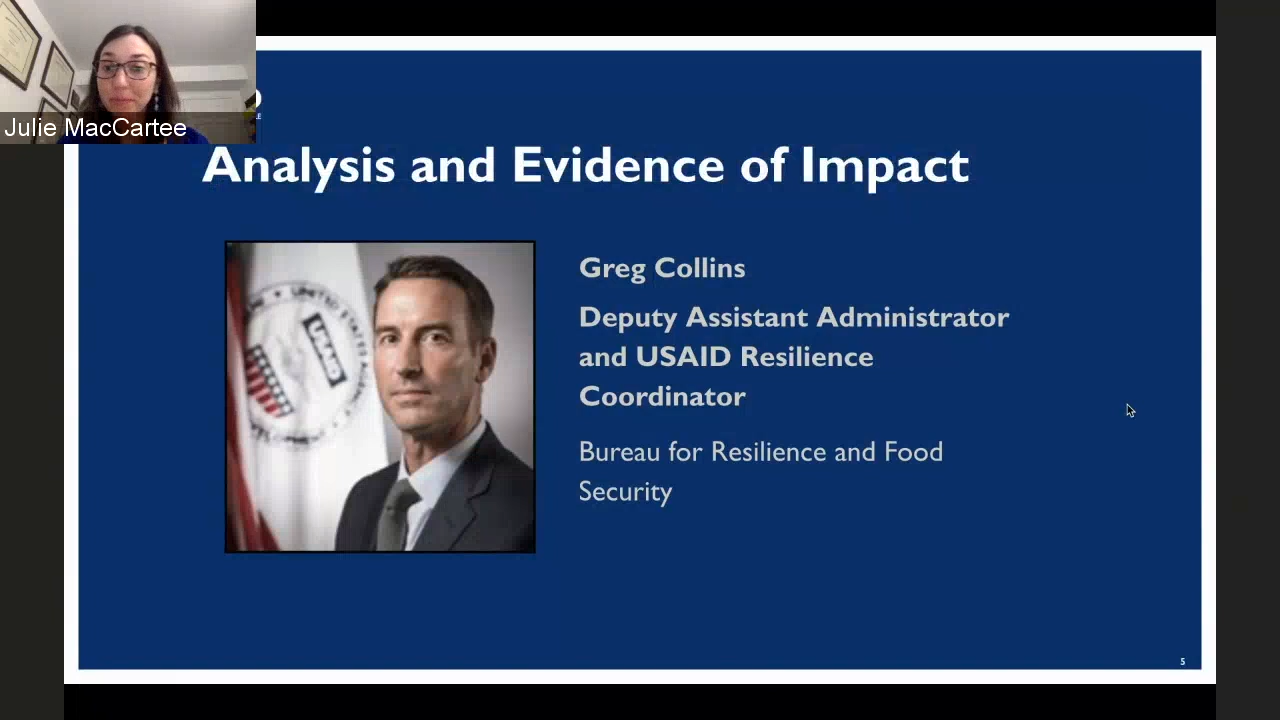 Julie MacCartee
Analysis and Evidence of Impact
USAID
Greg Collins
Deputy Assistant Administrator
and USAID Resilience
Coordinator
Bureau for Resilience and Food
Security
5